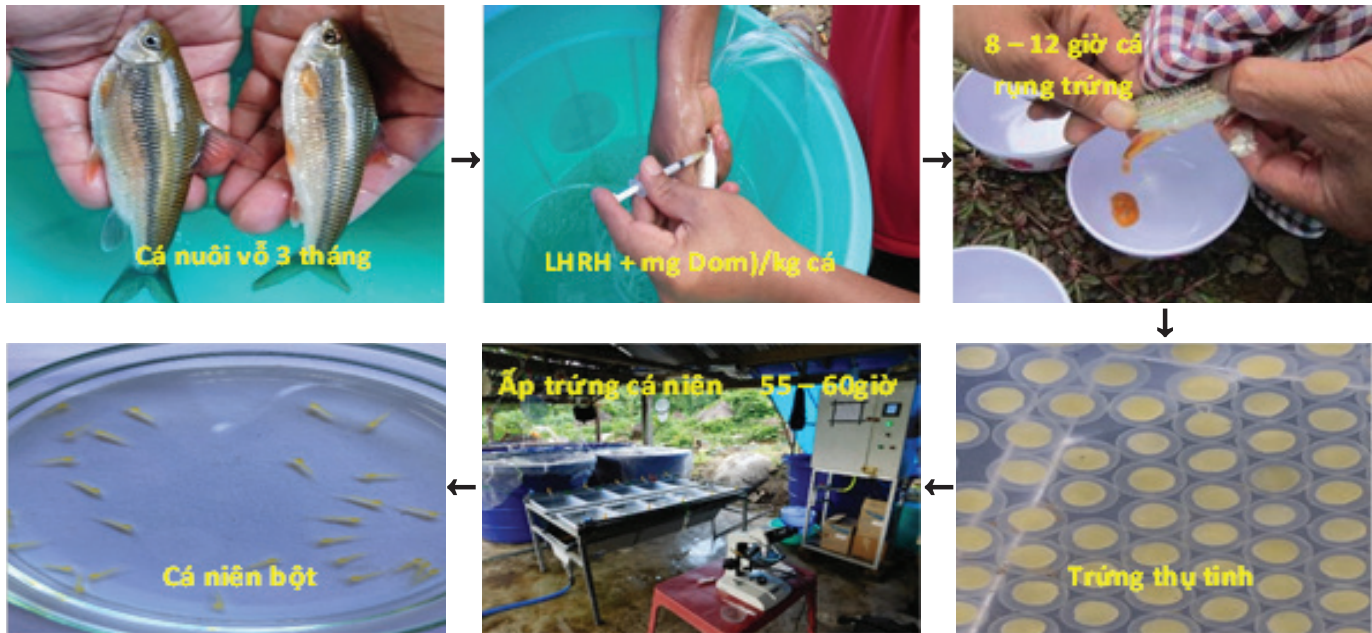 Cá nuôi vỗ 3 tháng
LHRH + mg Dom)/kg cá
8 – 12 giờ cá
rụng trứng
Trứng thụ tinh
Ấp trứng cá niên 55 – 60giờ
Cá niên bột